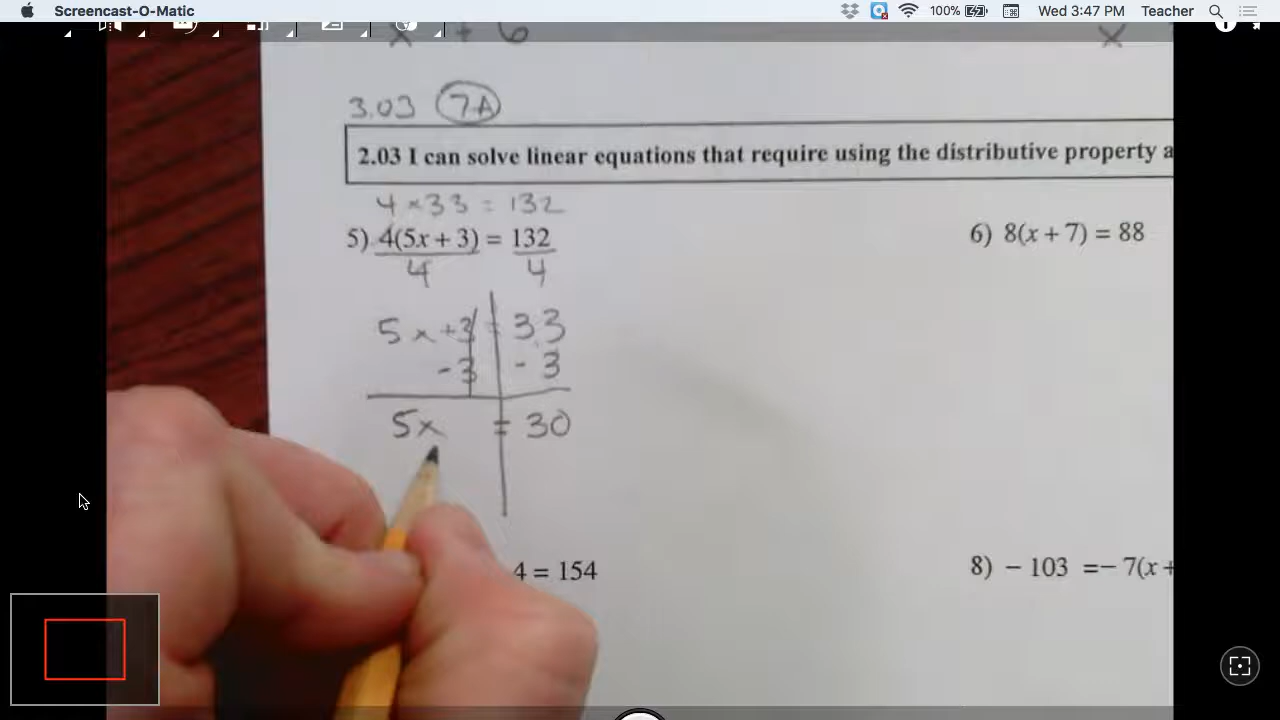 Screencast-O-Matic 100% Wed 3:47 PM Teacher
x + 6
x
3.03 7A
2.03 I can solve linear equations that require using the distributive property a
4 × 33 = 132
5) 4(5x + 3) = 132
4 4
6) 8(x + 7) = 88
5x +3 = 33
-3 - 3
5x = 30
4 = 154
8) − 103 =− 7(x +